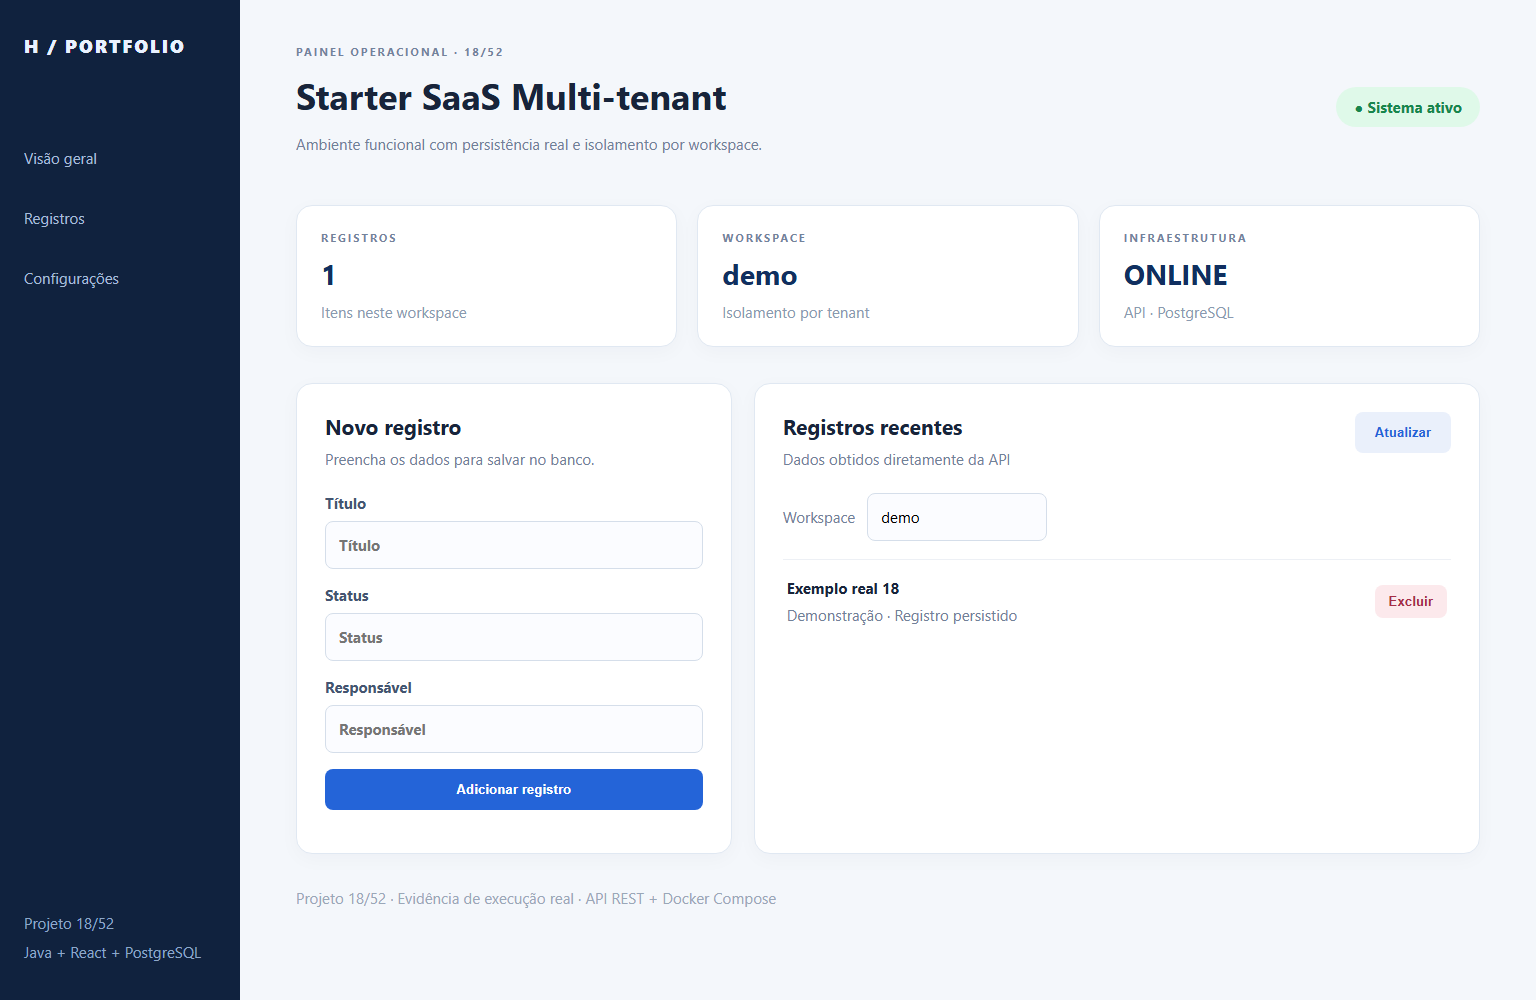 H / PORTFOLIO
Visão geral
Registros
Configurações
Projeto 18/52
Java + React + PostgreSQL
PAINEL OPERACIONAL · 18/52
Starter SaaS Multi-tenant
Ambiente funcional com persistência real e isolamento por workspace.
● Sistema ativo
REGISTROS
1
Itens neste workspace
WORKSPACE
demo
Isolamento por tenant
INFRAESTRUTURA
ONLINE
API · PostgreSQL
Novo registro
Preencha os dados para salvar no banco.
Título
Título
Status
Status
Responsável
Responsável
Adicionar registro
Registros recentes
Dados obtidos diretamente da API
Atualizar
Workspace demo
Exemplo real 18
Demonstração · Registro persistido
Excluir
Projeto 18/52 · Evidência de execução real · API REST + Docker Compose